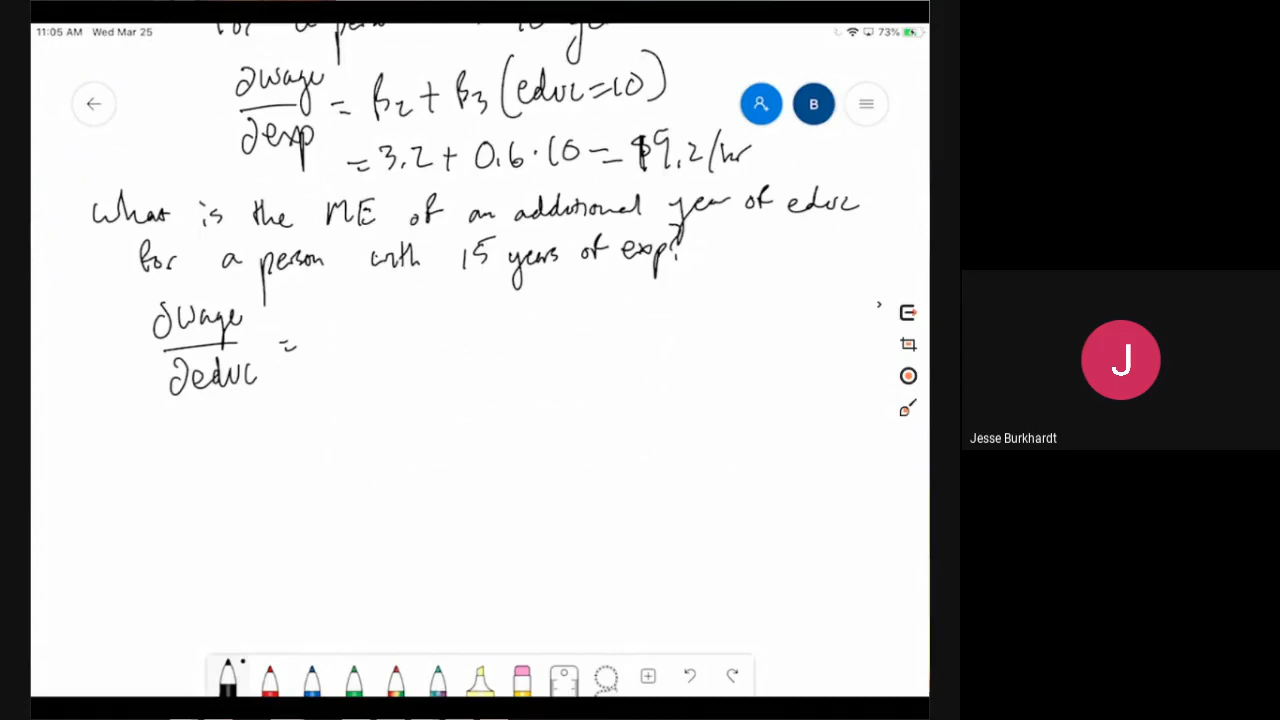 11:05 AM Wed Mar 25
73%
for a person
∂wage/∂exp = β2 + β3 (educ=10)
B
= 3.2 + 0.6·10 = $9.2/hr
What is the ME of an additional year of educ
for a person with 15 years of exp?
∂wage/∂educ =
J
Jesse Burkhardt